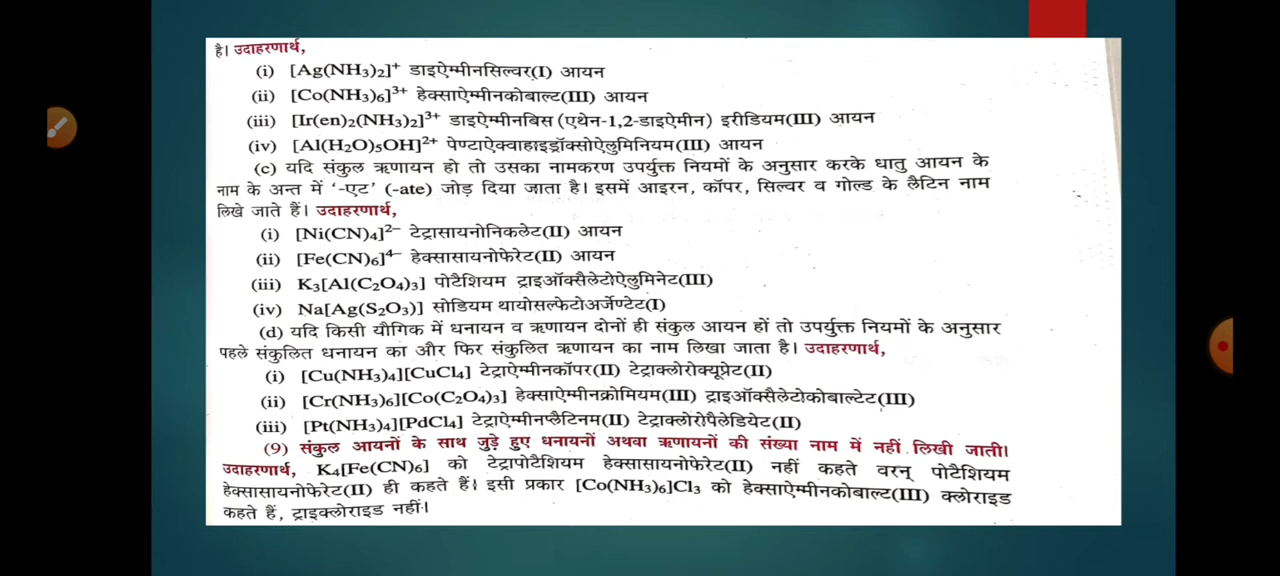 है। उदाहरणार्थ,
(i) [Ag(NH₃)₂]⁺ डाइऐम्मीनसिल्वर(I) आयन
(ii) [Co(NH₃)₆]³⁺ हेक्साऐम्मीनकोबाल्ट(III) आयन
(iii) [Ir(en)₂(NH₃)₂]³⁺ डाइऐम्मीनबिस (एथेन-1,2-डाइऐमीन) इरीडियम(III) आयन
(iv) [Al(H₂O)₅OH]²⁺ पेण्टाऐक्वाहाइड्रॉक्सोऐलुमिनियम(III) आयन
(c) यदि संकुल ऋणायन हो तो उसका नामकरण उपर्युक्त नियमों के अनुसार करके धातु आयन के
नाम के अन्त में ‘-एट’ (-ate) जोड़ दिया जाता है। इसमें आइरन, कॉपर, सिल्वर व गोल्ड के लैटिन नाम
लिखे जाते हैं। उदाहरणार्थ,
(i) [Ni(CN)₄]²⁻ टेट्रासायनोनिकलेट(II) आयन
(ii) [Fe(CN)₆]⁴⁻ हेक्सासायनोफेरेट(II) आयन
(iii) K₃[Al(C₂O₄)₃] पोटैशियम ट्राइऑक्सैलेटोऐलुमिनेट(III)
(iv) Na[Ag(S₂O₃)] सोडियम थायोसल्फेटोअर्जेण्टेट(I)
(d) यदि किसी यौगिक में धनायन व ऋणायन दोनों ही संकुल आयन हों तो उपर्युक्त नियमों के अनुसार
पहले संकुलित धनायन का और फिर संकुलित ऋणायन का नाम लिखा जाता है। उदाहरणार्थ,
(i) [Cu(NH₃)₄][CuCl₄] टेट्राऐम्मीनकॉपर(II) टेट्राक्लोरोक्यूप्रेट(II)
(ii) [Cr(NH₃)₆][Co(C₂O₄)₃] हेक्साऐम्मीनक्रोमियम(III) ट्राइऑक्सैलेटोकोबाल्टेट(III)
(iii) [Pt(NH₃)₄][PdCl₄] टेट्राऐम्मीनप्लैटिनम(II) टेट्राक्लोरोपैलेडियेट(II)
(9) संकुल आयनों के साथ जुड़े हुए धनायनों अथवा ऋणायनों की संख्या नाम में नहीं लिखी जाती।
उदाहरणार्थ, K₄[Fe(CN)₆] को टेट्रापोटैशियम हेक्सासायनोफेरेट(II) नहीं कहते वरन् पोटैशियम
हेक्सासायनोफेरेट(II) ही कहते हैं। इसी प्रकार [Co(NH₃)₆]Cl₃ को हेक्साऐम्मीनकोबाल्ट(III) क्लोराइड
कहते हैं, ट्राइक्लोराइड नहीं।